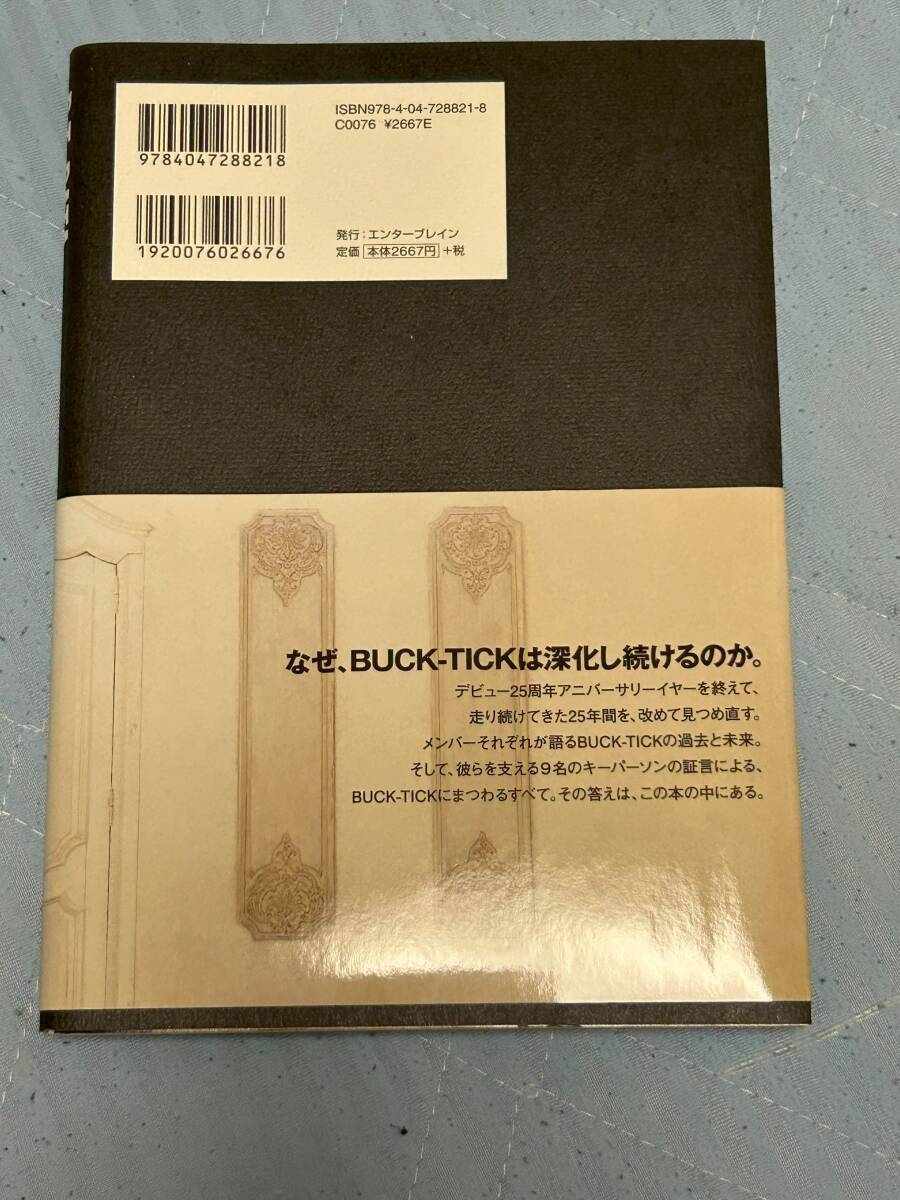 ISBN978-4-04-728821-8
C0076 ¥2667E
9784047288218
1920076026676
発行：エンターブレイン
定価 本体2667円 +税
なぜ、BUCK-TICKは深化し続けるのか。
デビュー25周年アニバーサリーイヤーを終えて、
走り続けてきた25年間を、改めて見つめ直す。
メンバーそれぞれが語るBUCK-TICKの過去と未来。
そして、彼らを支える9名のキーパーソンの証言による、
BUCK-TICKにまつわるすべて。その答えは、この本の中にある。